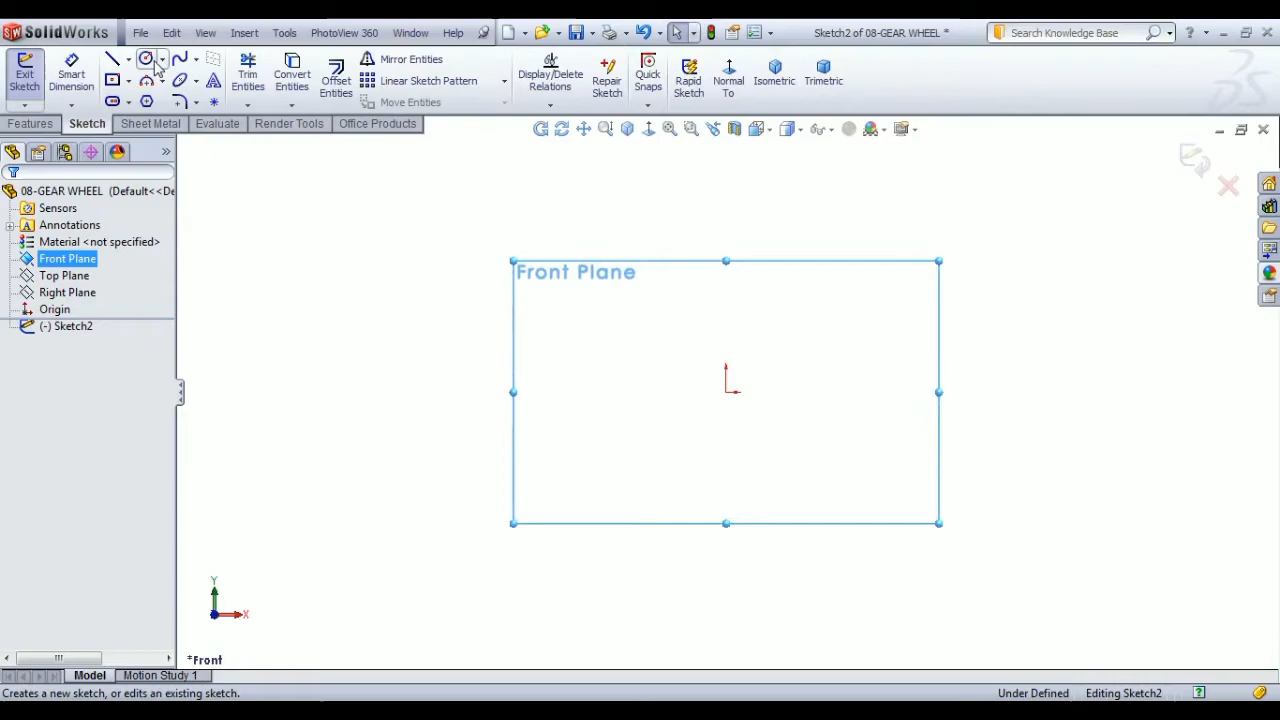 SolidWorks File Edit View Insert Tools PhotoView 360 Window Help Sketch2 of 08-GEAR WHEEL * Search Knowledge Base
Exit Sketch
Smart Dimension
Trim Entities
Convert Entities
Offset Entities
Mirror Entities
Linear Sketch Pattern
Move Entities
Display/Delete Relations
Repair Sketch
Quick Snaps
Rapid Sketch
Normal To
Isometric
Trimetric
Features Sketch Sheet Metal Evaluate Render Tools Office Products
08-GEAR WHEEL (Default<<De
Sensors
Annotations
Material <not specified>
Front Plane
Top Plane
Right Plane
Origin
(-) Sketch2
Front Plane
Y
X
*Front
Model Motion Study 1
Creates a new sketch, or edits an existing sketch. Under Defined Editing Sketch2